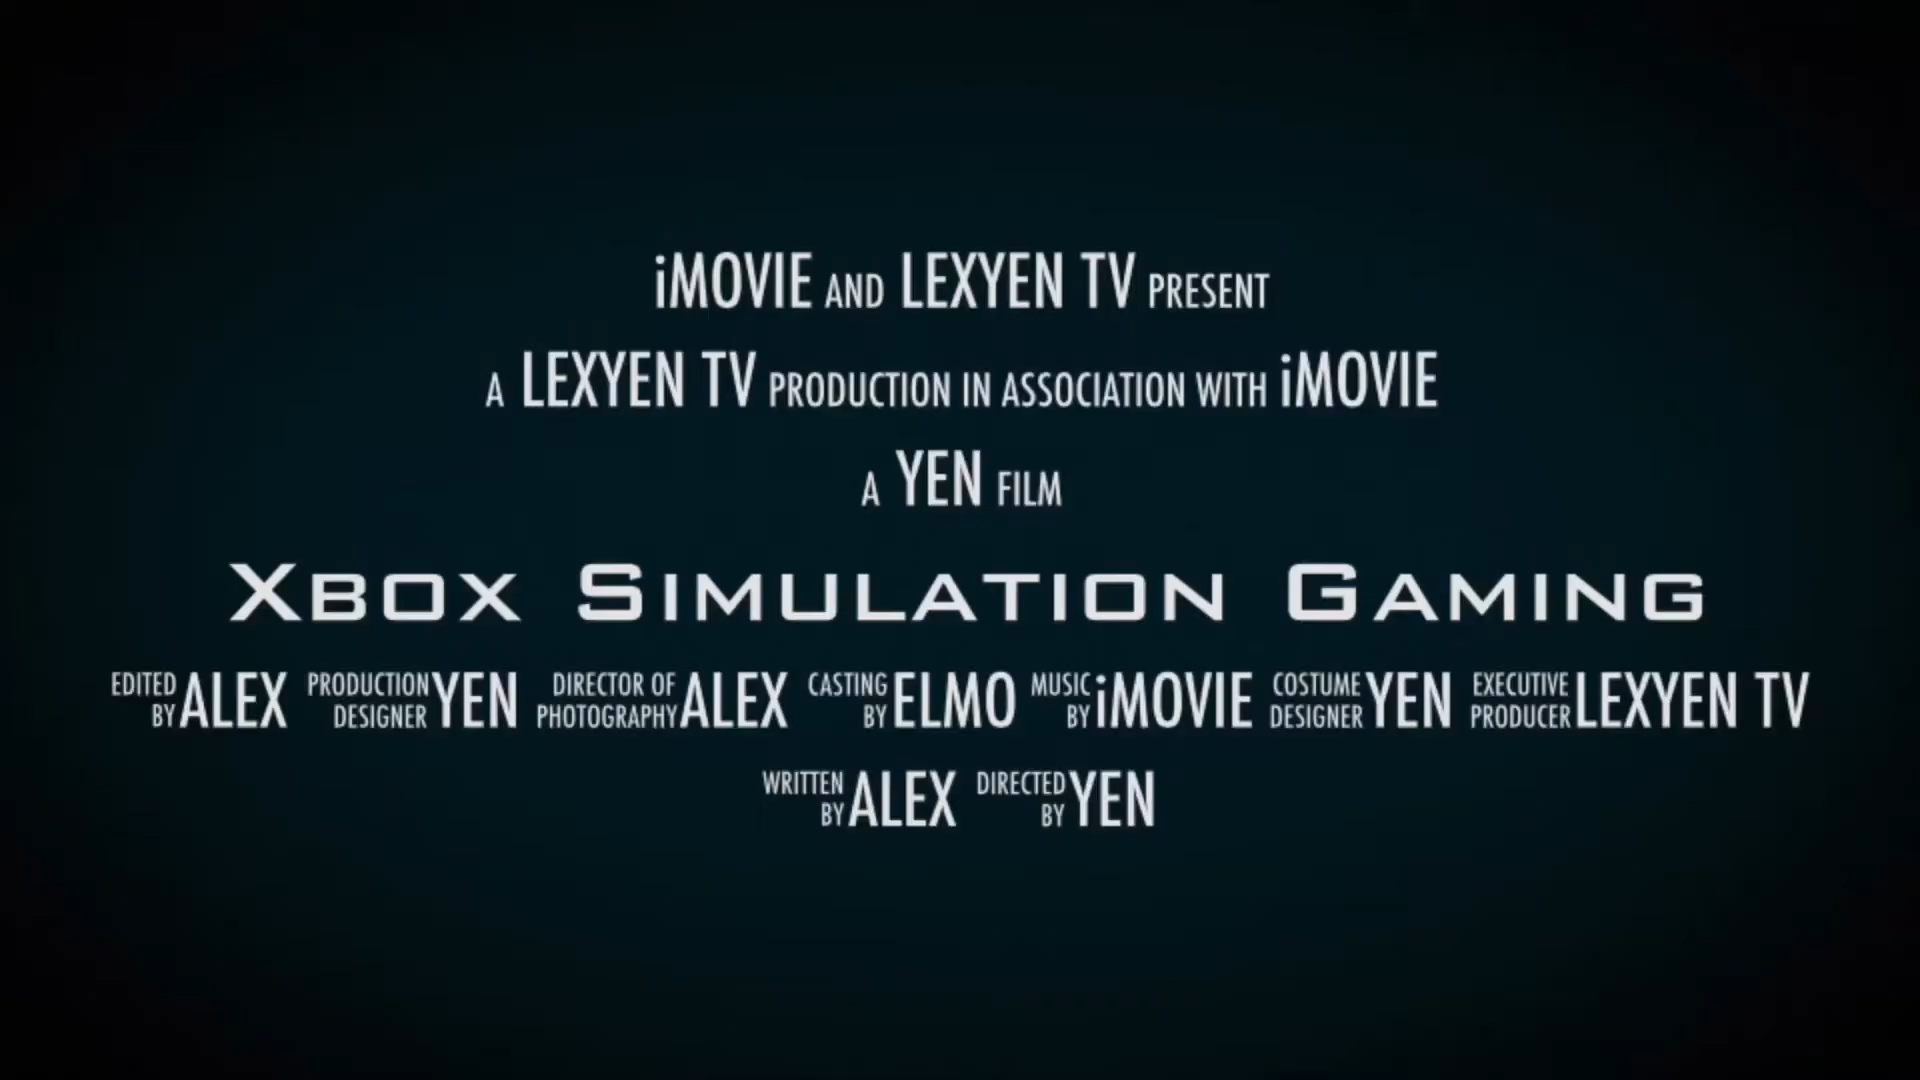 iMOVIE AND LEXYEN TV PRESENT
A LEXYEN TV PRODUCTION IN ASSOCIATION WITH iMOVIE
A YEN FILM
XBOX SIMULATION GAMING
EDITED BY ALEX PRODUCTION DESIGNER YEN DIRECTOR OF PHOTOGRAPHY ALEX CASTING BY ELMO MUSIC BY iMOVIE COSTUME DESIGNER YEN EXECUTIVE PRODUCER LEXYEN TV
WRITTEN BY ALEX DIRECTED BY YEN